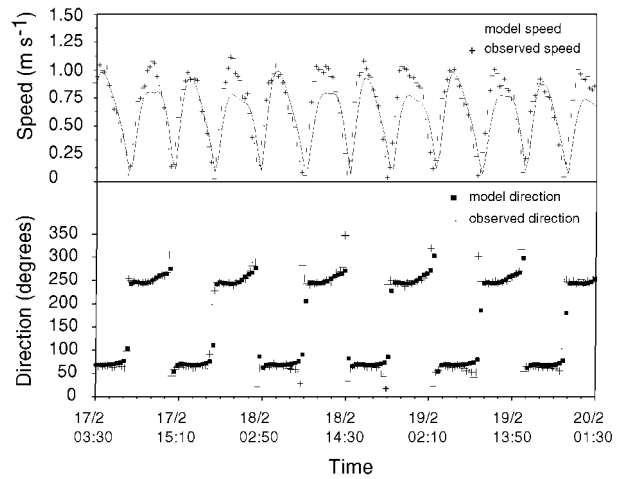 1.50
1.25
1.00
0.75
0.50
0.25
0
Speed (m s⁻¹)
model speed
+ observed speed
350
300
250
200
150
100
50
0
Direction (degrees)
model direction
observed direction
17/2 17/2 18/2 18/2 19/2 19/2 20/2
03:30 15:10 02:50 14:30 02:10 13:50 01:30
Time